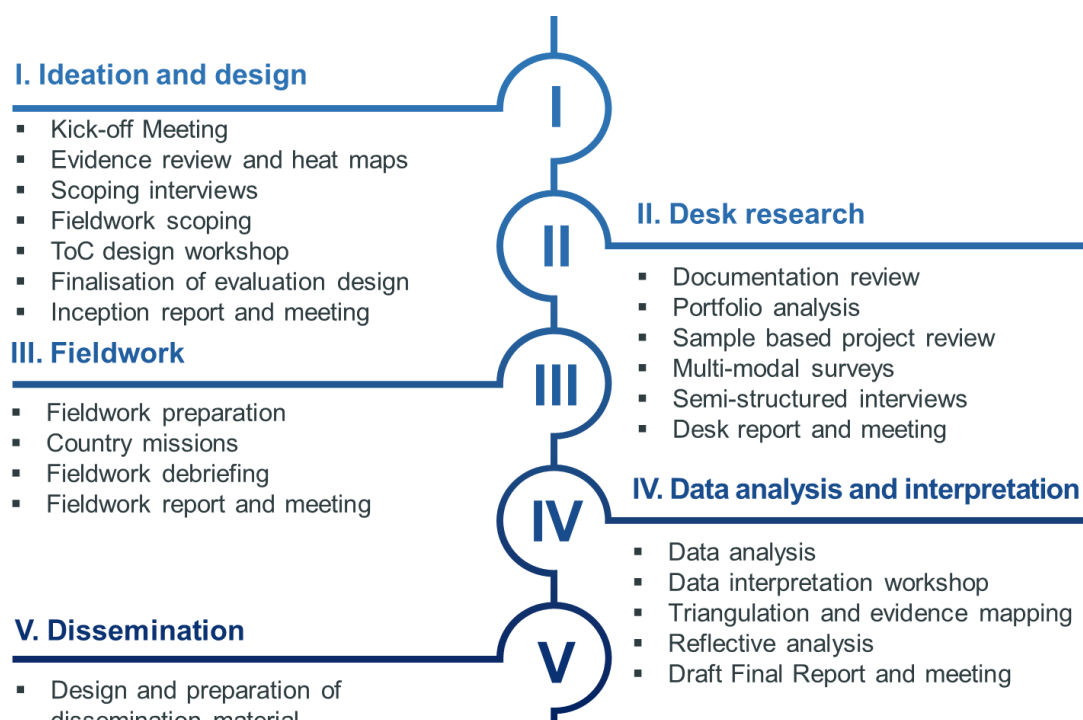 I. Ideation and design
I
▪ Kick-off Meeting
▪ Evidence review and heat maps
▪ Scoping interviews
▪ Fieldwork scoping
▪ ToC design workshop
▪ Finalisation of evaluation design
▪ Inception report and meeting
II. Desk research
II
▪ Documentation review
▪ Portfolio analysis
▪ Sample based project review
▪ Multi-modal surveys
▪ Semi-structured interviews
▪ Desk report and meeting
III. Fieldwork
III
▪ Fieldwork preparation
▪ Country missions
▪ Fieldwork debriefing
▪ Fieldwork report and meeting
IV. Data analysis and interpretation
IV
▪ Data analysis
▪ Data interpretation workshop
▪ Triangulation and evidence mapping
▪ Reflective analysis
▪ Draft Final Report and meeting
V. Dissemination
V
▪ Design and preparation of
dissemination material